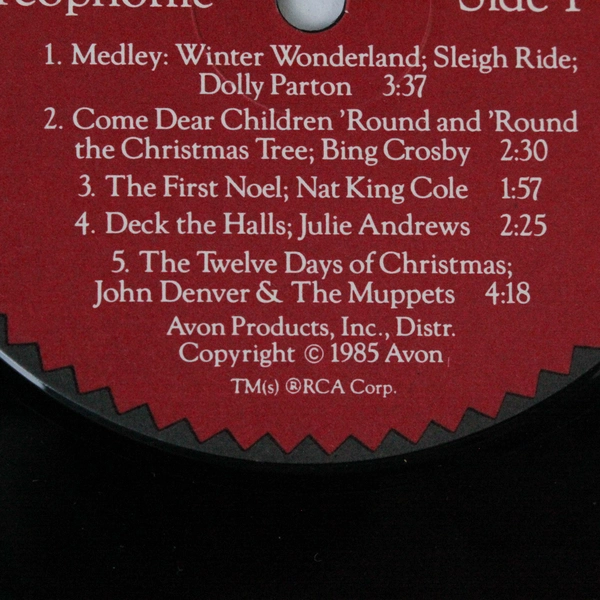 Side 1
1. Medley: Winter Wonderland; Sleigh Ride;
Dolly Parton 3:37
2. Come Dear Children ’Round and ’Round
the Christmas Tree; Bing Crosby 2:30
3. The First Noel; Nat King Cole 1:57
4. Deck the Halls; Julie Andrews 2:25
5. The Twelve Days of Christmas;
John Denver & The Muppets 4:18
Avon Products, Inc., Distr.
Copyright © 1985 Avon
TM(s) ®RCA Corp.